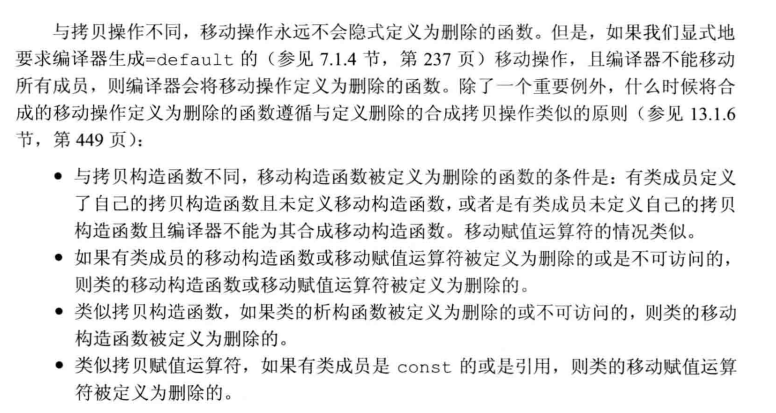 与拷贝操作不同，移动操作永远不会隐式定义为删除的函数。但是，如果我们显式地
要求编译器生成=default 的（参见 7.1.4 节，第 237 页）移动操作，且编译器不能移动
所有成员，则编译器会将移动操作定义为删除的函数。除了一个重要例外，什么时候将合
成的移动操作定义为删除的函数遵循与定义删除的合成拷贝操作类似的原则（参见 13.1.6
节，第 449 页）：
● 与拷贝构造函数不同，移动构造函数被定义为删除的函数的条件是：有类成员定义
了自己的拷贝构造函数且未定义移动构造函数，或者是有类成员未定义自己的拷贝
构造函数且编译器不能为其合成移动构造函数。移动赋值运算符的情况类似。
● 如果有类成员的移动构造函数或移动赋值运算符被定义为删除的或是不可访问的，
则类的移动构造函数或移动赋值运算符被定义为删除的。
● 类似拷贝构造函数，如果类的析构函数被定义为删除的或不可访问的，则类的移动
构造函数被定义为删除的。
● 类似拷贝赋值运算符，如果有类成员是 const 的或是引用，则类的移动赋值运算
符被定义为删除的。